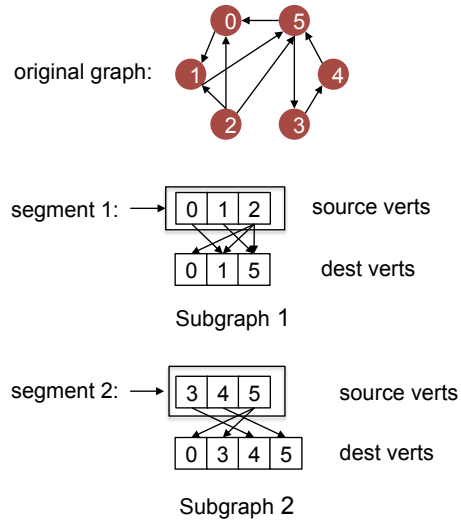 0 5
original graph: 1 4
2 3
segment 1: 0 1 2 source verts
0 1 5 dest verts
Subgraph 1
segment 2: 3 4 5 source verts
0 3 4 5 dest verts
Subgraph 2